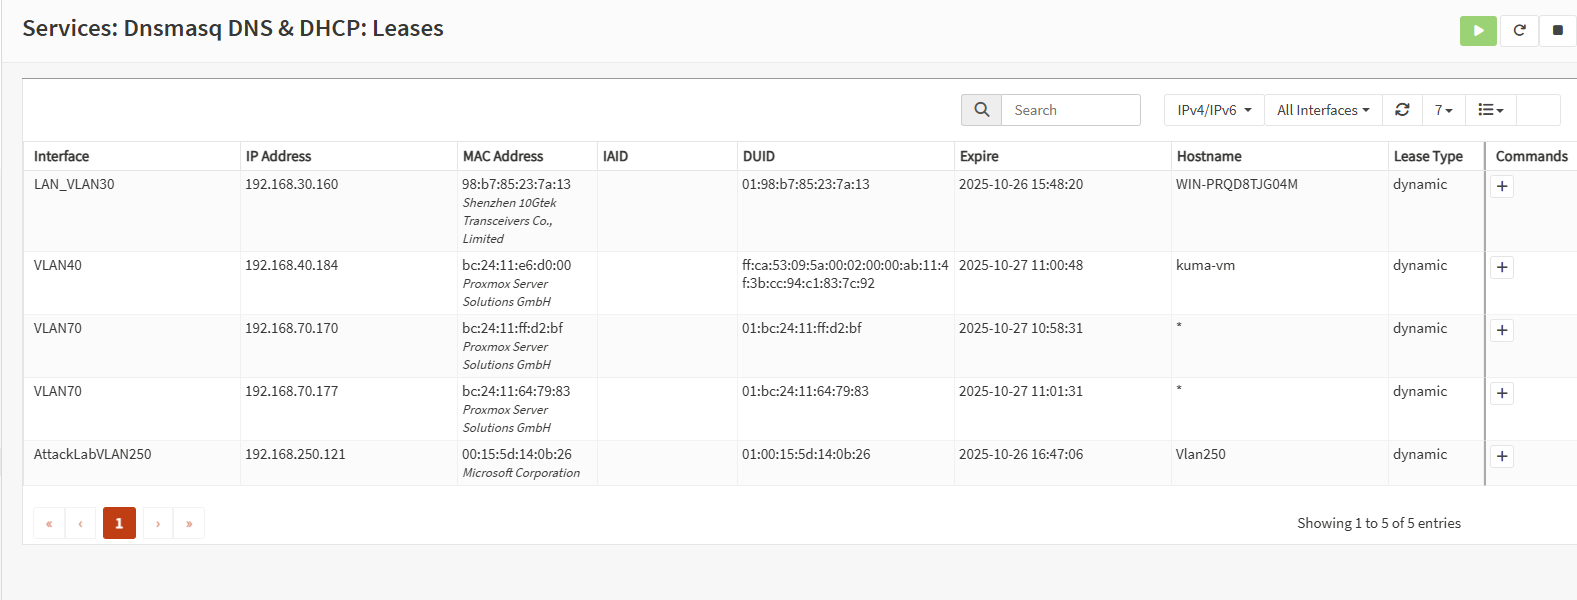 Services: Dnsmasq DNS & DHCP: Leases
Search
IPv4/IPv6
All Interfaces
7
Interface IP Address MAC Address IAID DUID Expire Hostname Lease Type Commands
LAN_VLAN30 192.168.30.160 98:b7:85:23:7a:13 01:98:b7:85:23:7a:13 2025-10-26 15:48:20 WIN-PRQD8TJG04M dynamic +
Shenzhen 10Gtek
Transceivers Co.,
Limited
VLAN40 192.168.40.184 bc:24:11:e6:d0:00 ff:ca:53:09:5a:00:02:00:00:ab:11:4 2025-10-27 11:00:48 kuma-vm dynamic +
Proxmox Server f:3b:cc:94:c1:83:7c:92
Solutions GmbH
VLAN70 192.168.70.170 bc:24:11:ff:d2:bf 01:bc:24:11:ff:d2:bf 2025-10-27 10:58:31 * dynamic +
Proxmox Server
Solutions GmbH
VLAN70 192.168.70.177 bc:24:11:64:79:83 01:bc:24:11:64:79:83 2025-10-27 11:01:31 * dynamic +
Proxmox Server
Solutions GmbH
AttackLabVLAN250 192.168.250.121 00:15:5d:14:0b:26 01:00:15:5d:14:0b:26 2025-10-26 16:47:06 Vlan250 dynamic +
Microsoft Corporation
« ‹ 1 › »
Showing 1 to 5 of 5 entries